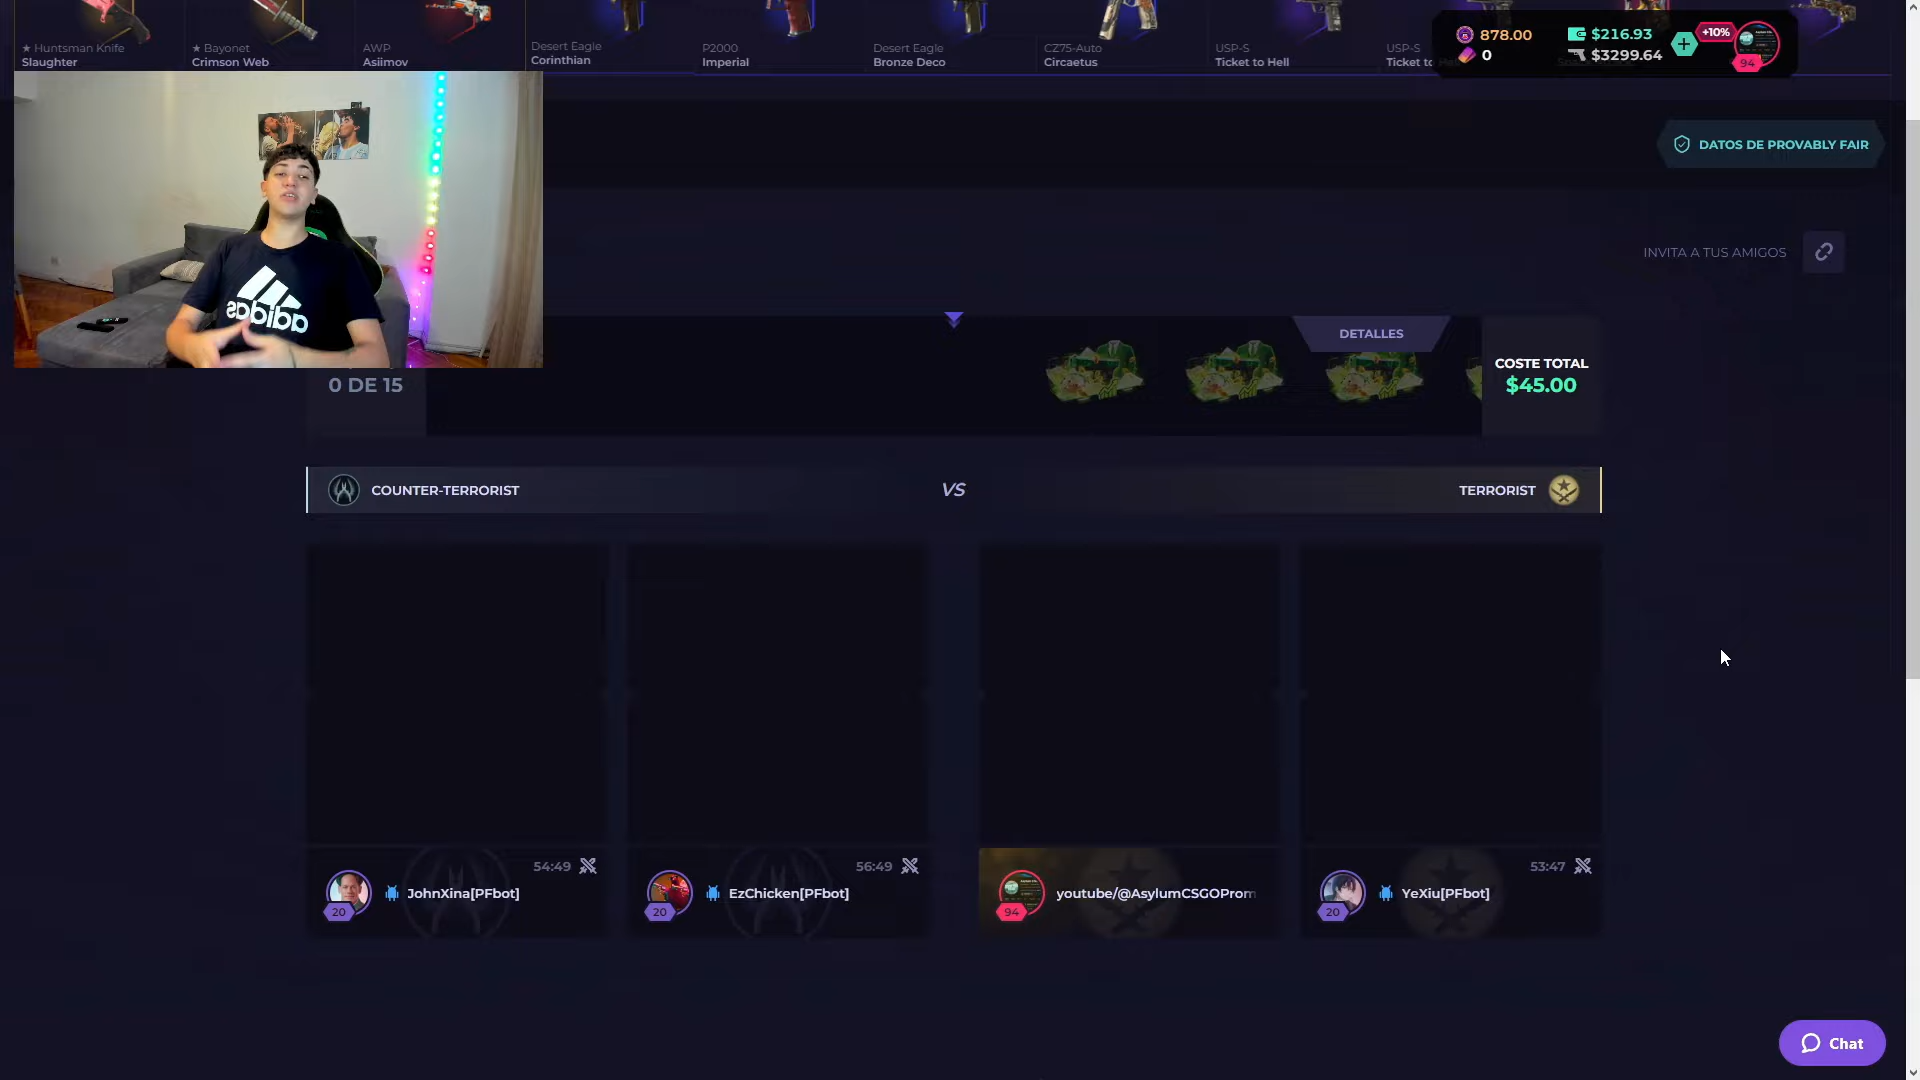 ★ Huntsman Knife
Slaughter
★ Bayonet
Crimson Web
AWP
Asiimov
Desert Eagle
Corinthian
P2000
Imperial
Desert Eagle
Bronze Deco
CZ75-Auto
Circaetus
USP-S
Ticket to Hell
USP-S
Ticket to
878.00
0
$216.93
$3299.64
+10%
94
DATOS DE PROVABLY FAIR
INVITA A TUS AMIGOS
adidas
DETALLES
0 DE 15
COSTE TOTAL
$45.00
COUNTER-TERRORIST
VS
TERRORIST
54:49
JohnXina[PFbot]
20
56:49
EzChicken[PFbot]
20
youtube/@AsylumCSGOProm
94
53:47
YeXiu[PFbot]
20
Chat